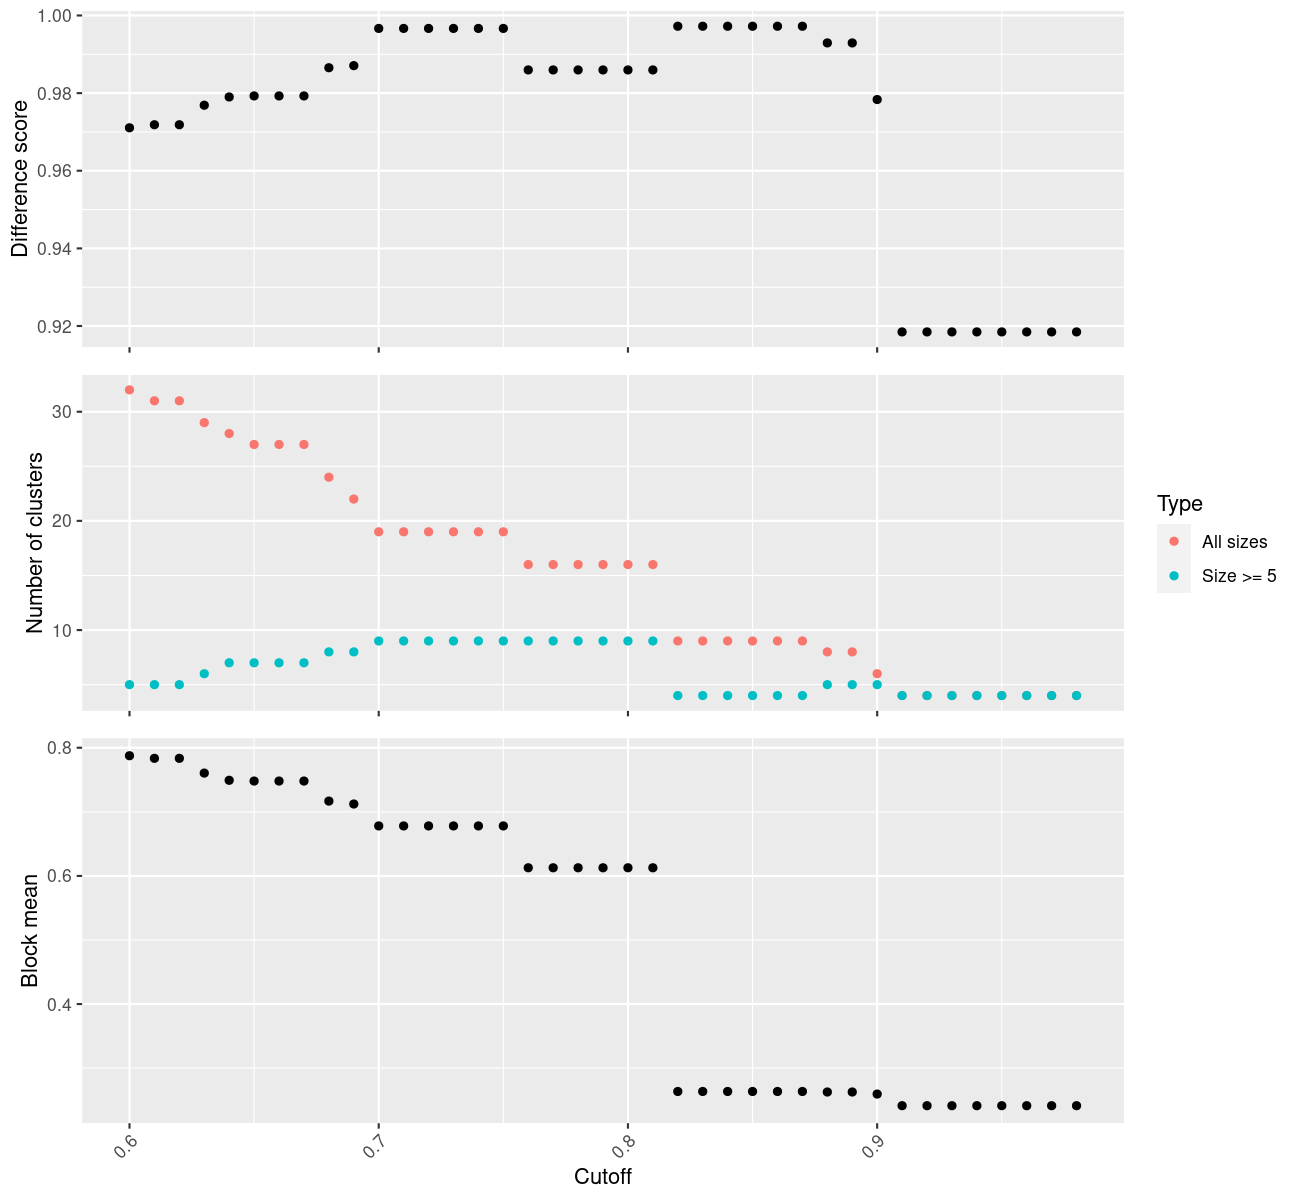 Difference score
1.00
0.98
0.96
0.94
0.92
Number of clusters
30
20
10
Type
All sizes
Size >= 5
Block mean
0.8
0.6
0.4
0.6
0.7
0.8
0.9
Cutoff